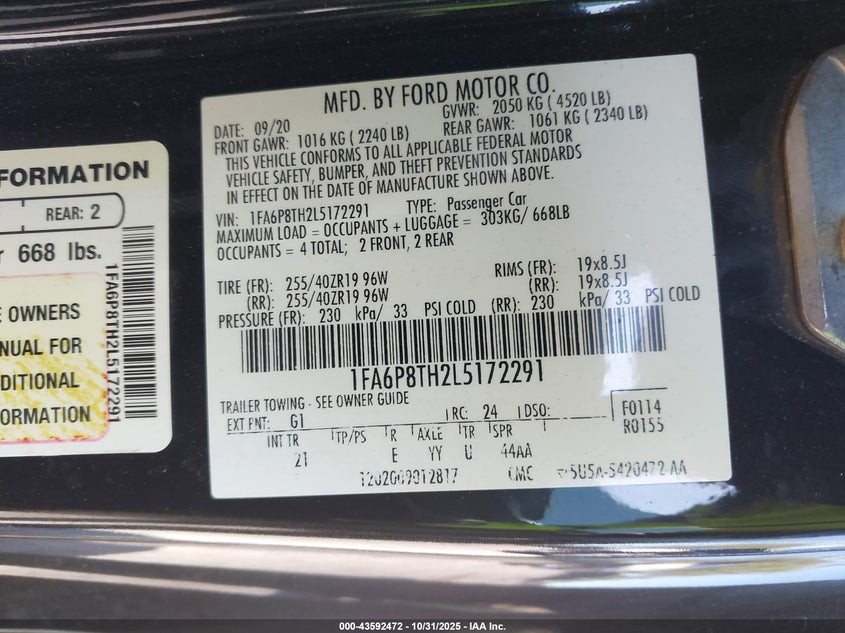 FORMATION
REAR: 2
668 lbs.
E OWNERS
NUAL FOR
DITIONAL
FORMATION
1FA6P8TH2L5172291
MFD. BY FORD MOTOR CO.
DATE: 09/20 GVWR: 2050 KG ( 4520 LB)
FRONT GAWR: 1016 KG ( 2240 LB) REAR GAWR: 1061 KG ( 2340 LB)
THIS VEHICLE CONFORMS TO ALL APPLICABLE FEDERAL MOTOR
VEHICLE SAFETY, BUMPER, AND THEFT PREVENTION STANDARDS
IN EFFECT ON THE DATE OF MANUFACTURE SHOWN ABOVE.
VIN: 1FA6P8TH2L5172291 TYPE: Passenger Car
MAXIMUM LOAD = OCCUPANTS + LUGGAGE = 303KG/ 668LB
OCCUPANTS = 4 TOTAL; 2 FRONT, 2 REAR
TIRE (FR): 255/40ZR19 96W RIMS (FR): 19x8.5J
(RR): 255/40ZR19 96W (RR): 19x8.5J
PRESSURE (FR): 230 kPa/ 33 PSI COLD (RR): 230 kPa/ 33 PSI COLD
1FA6P8TH2L5172291
TRAILER TOWING - SEE OWNER GUIDE
EXT PNT: G1 RC: 24 DSO: F0114
R0155
INT TR TP/PS R AXLE TR SPR
21 E YY U 44AA
000-43592472 - 10/31/2025 - IAA Inc.